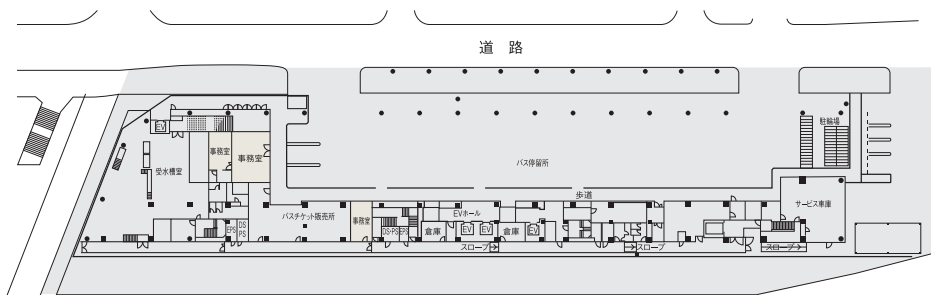 道 路
駐輪場
EV
事務室
事務室
バス停留所
受水槽室
歩道
サービス車庫
バスチケット販売所
事務室
EVホール
EPS
DS
PS
DS・PS
EPS
倉庫
EV
EV
倉庫
EV
スロープ
スロープ
スロープ